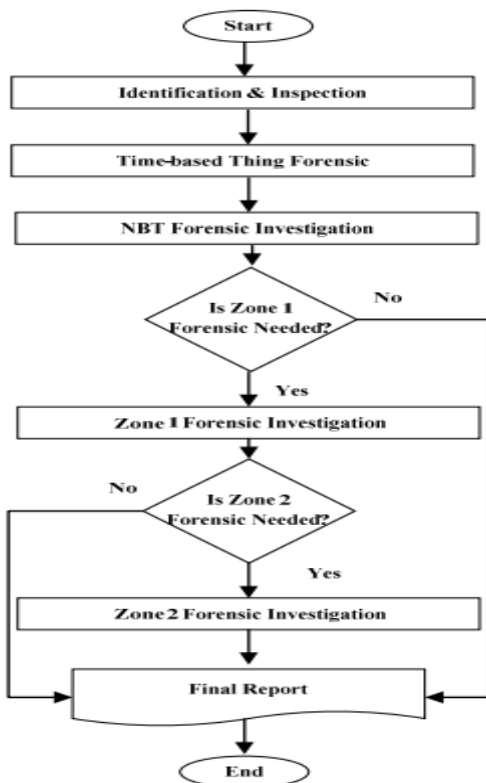 Start
Identification & Inspection
Time-based Thing Forensic
NBT Forensic Investigation
Is Zone 1
Forensic Needed?
No
Yes
Zone 1 Forensic Investigation
No
Is Zone 2
Forensic Needed?
Yes
Zone 2 Forensic Investigation
Final Report
End